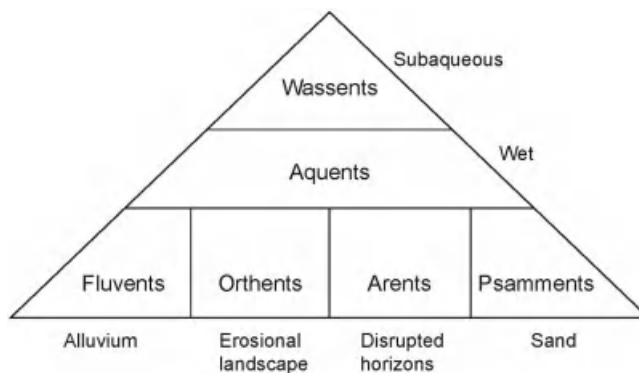 Subaqueous
Wassents
Wet
Aquents
Fluvents Orthents Arents Psamments
Alluvium Erosional Disrupted Sand
landscape horizons